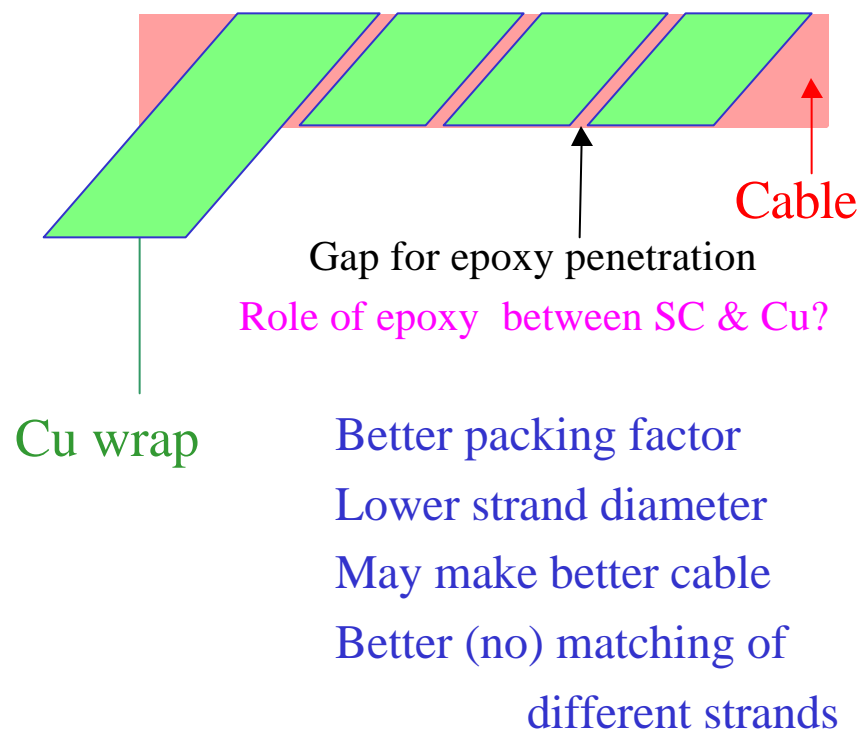 Cable
Gap for epoxy penetration
Role of epoxy between SC & Cu?
Cu wrap
Better packing factor
Lower strand diameter
May make better cable
Better (no) matching of
different strands